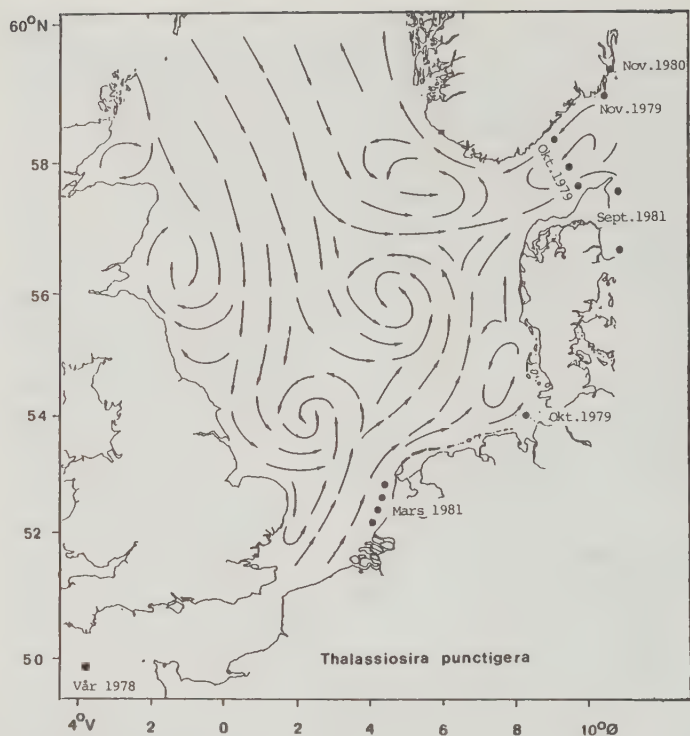 60°N
Nov.1980
Nov.1979
58
Okt.1979
Sept.1981
56
54
Okt.1979
Mars 1981
52
50
Thalassiosira punctigera
Vår 1978
4°V 2 0 2 4 6 8 10°Ø